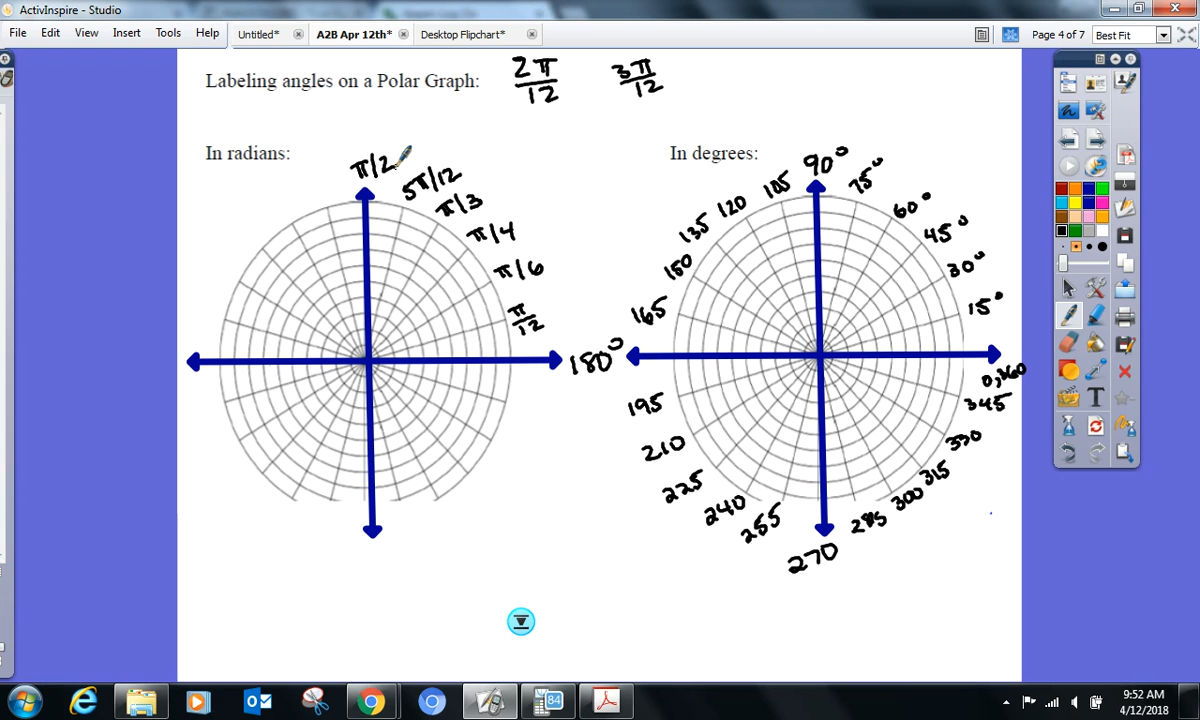 ActivInspire - Studio
File Edit View Insert Tools Help
Untitled* A2B Apr 12th* Desktop Flipchart*
Page 4 of 7 Best Fit
Labeling angles on a Polar Graph: 2π/12 3π/12
In radians:
π/2
5π/12
π/3
π/4
π/6
π/12
In degrees:
90°
75°
60°
45°
30°
15°
0,360
345
330
315
300
285
270
255
240
225
210
195
180°
165
150
135
120
105
T
84
9:52 AM
4/12/2018